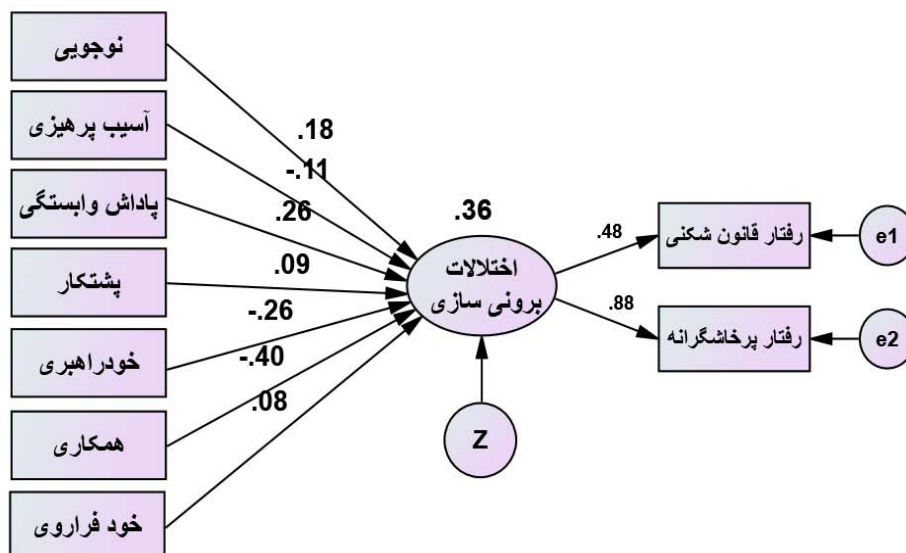 نوجویی
آسیب پرهیزی
پاداش وابستگی
پشتکار
خودراهبری
همکاری
خود فراروی
.18
-.11
.26
.09
-.26
-.40
.08
.36
اختلالات
برونی سازی
Z
.48
.88
رفتار قانون شکنی
رفتار پرخاشگرانه
e1
e2